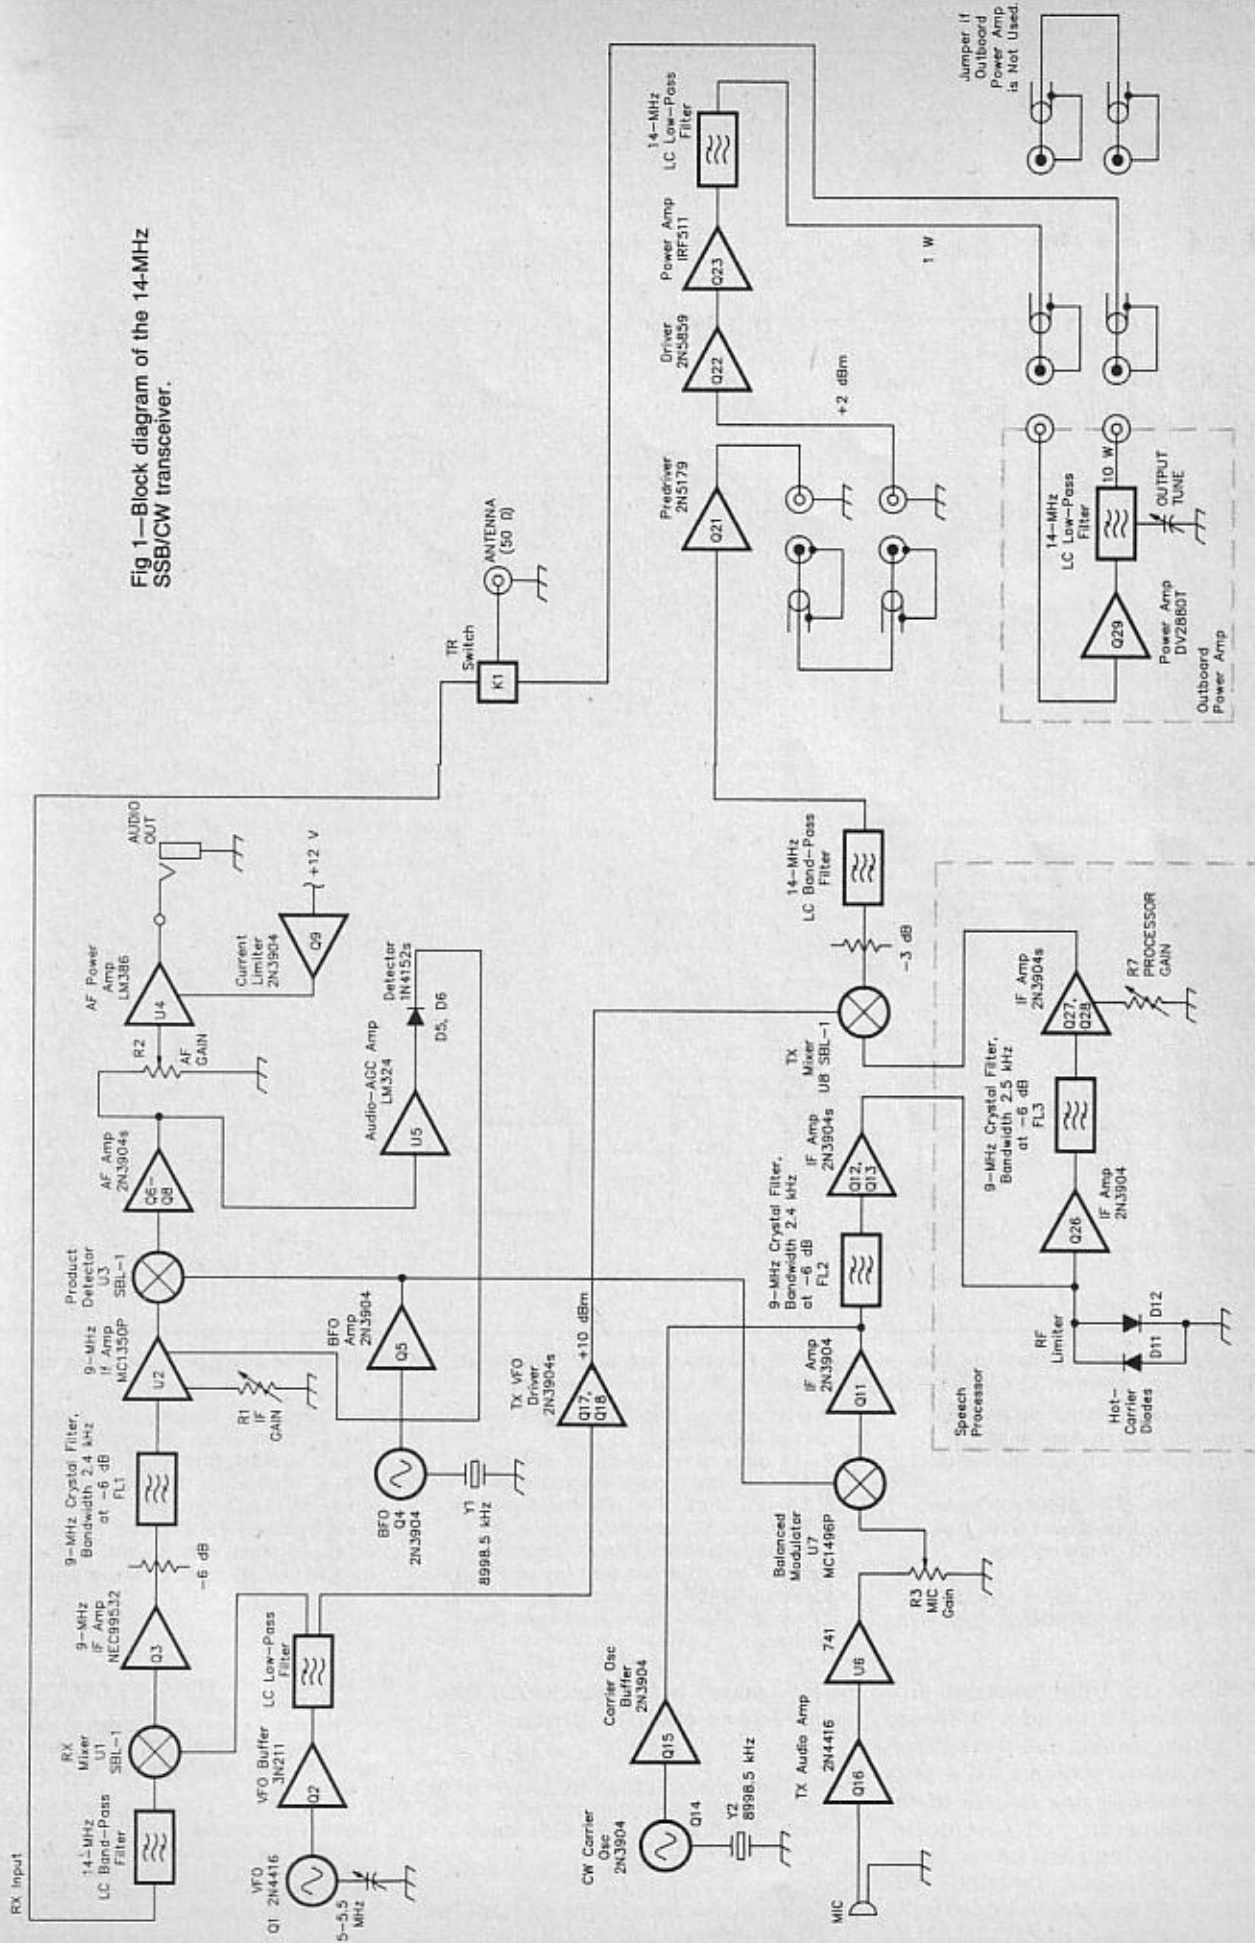 Fig 1—Block diagram of the 14-MHz
SSB/CW transceiver.
RX Input
14-MHz
LC Band-Pass
Filter
RX
Mixer
U1
SBL-1
9-MHz
IF Amp
NEC99532
Q3
-6 dB
9-MHz Crystal Filter,
Bandwidth 2.4 kHz
at -6 dB
FL1
9-MHz
If Amp
MC1350P
U2
R1
IF
GAIN
Product
Detector
U3
SBL-1
AF Amp
2N3904s
Q6-
Q8
R2
AF
GAIN
AF Power
Amp
LM386
U4
AUDIO
OUT
Current
Limiter
2N3904
Q9
+12 V
Audio-AGC Amp
LM324
U5
Detector
1N4152s
D5, D6
VFO
Q1 2N4416
5-5.5
MHz
VFO Buffer
3N211
Q2
LC Low-Pass
Filter
BFO
Q4
2N3904
Y1
8998.5 kHz
BFO
Amp
2N3904
Q5
Tx VFO
Driver
2N3904s
Q17,
Q18
+10 dBm
TR
Switch
K1
ANTENNA
(50 Ω)
CW Carrier
Osc
2N3904
Q14
Y2
8998.5 kHz
Carrier Osc
Buffer
2N3904
Q15
MIC
TX Audio Amp
2N4416
Q16
741
U6
R3
MIC
Gain
Balanced
Modulator
U7
MC1496P
IF Amp
2N3904
Q11
9-MHz Crystal Filter,
Bandwidth 2.4 kHz
at -6 dB
FL2
IF Amp
2N3904s
Q12,
Q13
TX
Mixer
U8 SBL-1
-3 dB
14-MHz
LC Band-Pass
Filter
Predriver
2N5179
Q21
+2 dBm
Driver
2N5859
Q22
Power Amp
IRF511
Q23
14-MHz
LC Low-Pass
Filter
1 W
Jumper if
Outboard
Power Amp
is Not Used.
Speech
Processor
Hot-
Carrier
Diodes
RF
Limiter
D11
D12
Q26
IF Amp
2N3904
9-MHz Crystal Filter,
Bandwidth 2.5 kHz
at -6 dB
FL3
IF Amp
2N3904s
Q27,
Q28
R7
PROCESSOR
GAIN
Outboard
Power Amp
Q29
Power Amp
DV2880T
14-MHz
LC Low-Pass
Filter
10 W
OUTPUT
TUNE